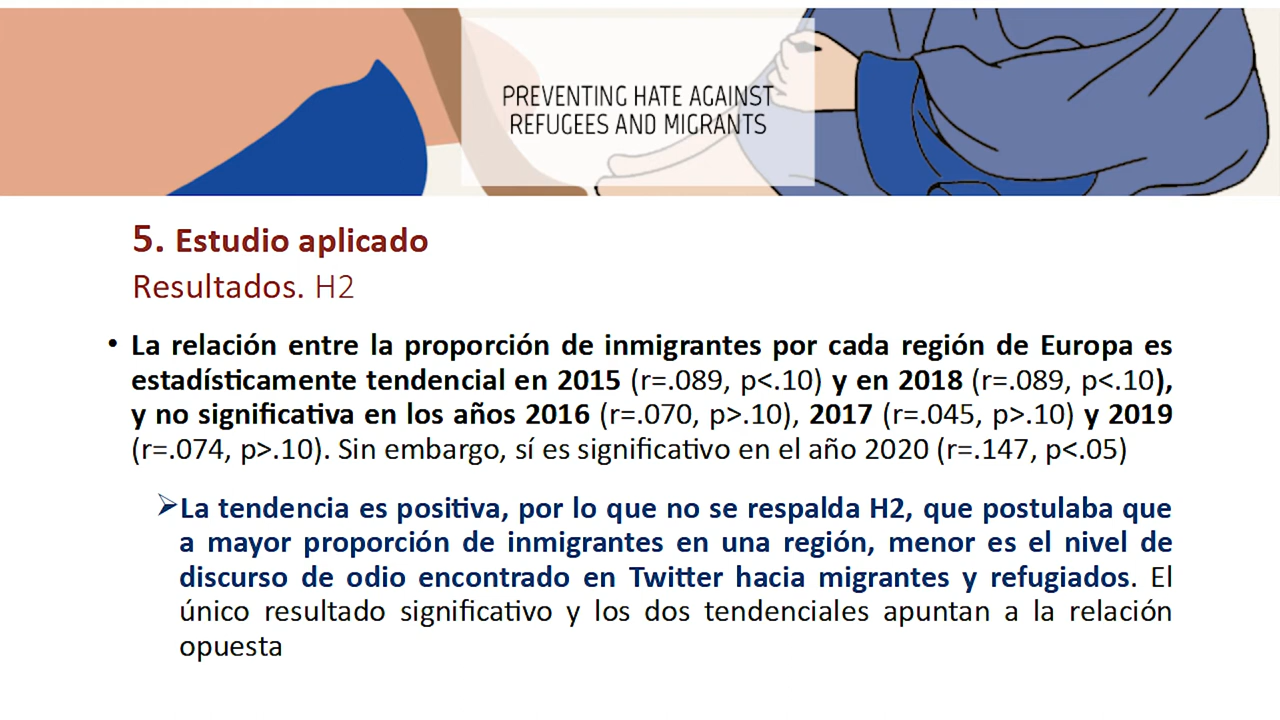 PREVENTING HATE AGAINST
REFUGEES AND MIGRANTS
5. Estudio aplicado
Resultados. H2
• La relación entre la proporción de inmigrantes por cada región de Europa es
estadísticamente tendencial en 2015 (r=.089, p<.10) y en 2018 (r=.089, p<.10),
y no significativa en los años 2016 (r=.070, p>.10), 2017 (r=.045, p>.10) y 2019
(r=.074, p>.10). Sin embargo, sí es significativo en el año 2020 (r=.147, p<.05)
➢La tendencia es positiva, por lo que no se respalda H2, que postulaba que
a mayor proporción de inmigrantes en una región, menor es el nivel de
discurso de odio encontrado en Twitter hacia migrantes y refugiados. El
único resultado significativo y los dos tendenciales apuntan a la relación
opuesta